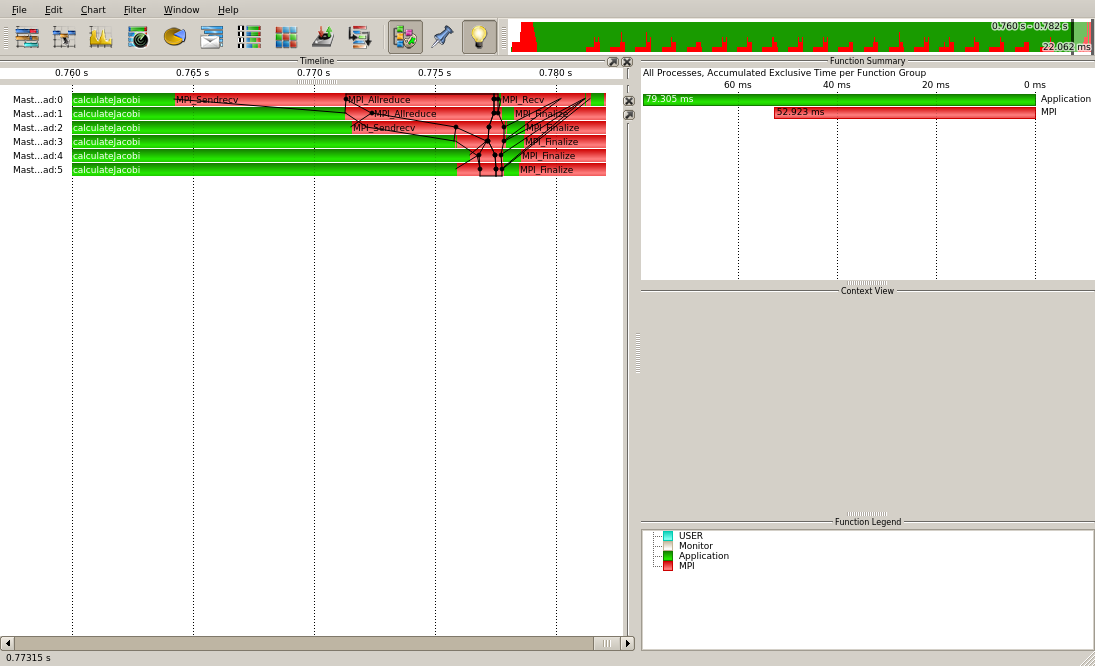 File Edit Chart Filter Window Help
0.760 s - 0.782 s
22.062 ms
Timeline
0.760 s 0.765 s 0.770 s 0.775 s 0.780 s
Mast...ad:0 calculateJacobi MPI_Sendrecv MPI_Allreduce MPI_Recv
Mast...ad:1 calculateJacobi MPI_Allreduce MPI_Finalize
Mast...ad:2 calculateJacobi MPI_Sendrecv MPI_Finalize
Mast...ad:3 calculateJacobi MPI_Finalize
Mast...ad:4 calculateJacobi MPI_Finalize
Mast...ad:5 calculateJacobi MPI_Finalize
Function Summary
All Processes, Accumulated Exclusive Time per Function Group
60 ms 40 ms 20 ms 0 ms
79.305 ms Application
52.923 ms MPI
Context View
Function Legend
USER
Monitor
Application
MPI
0.77315 s